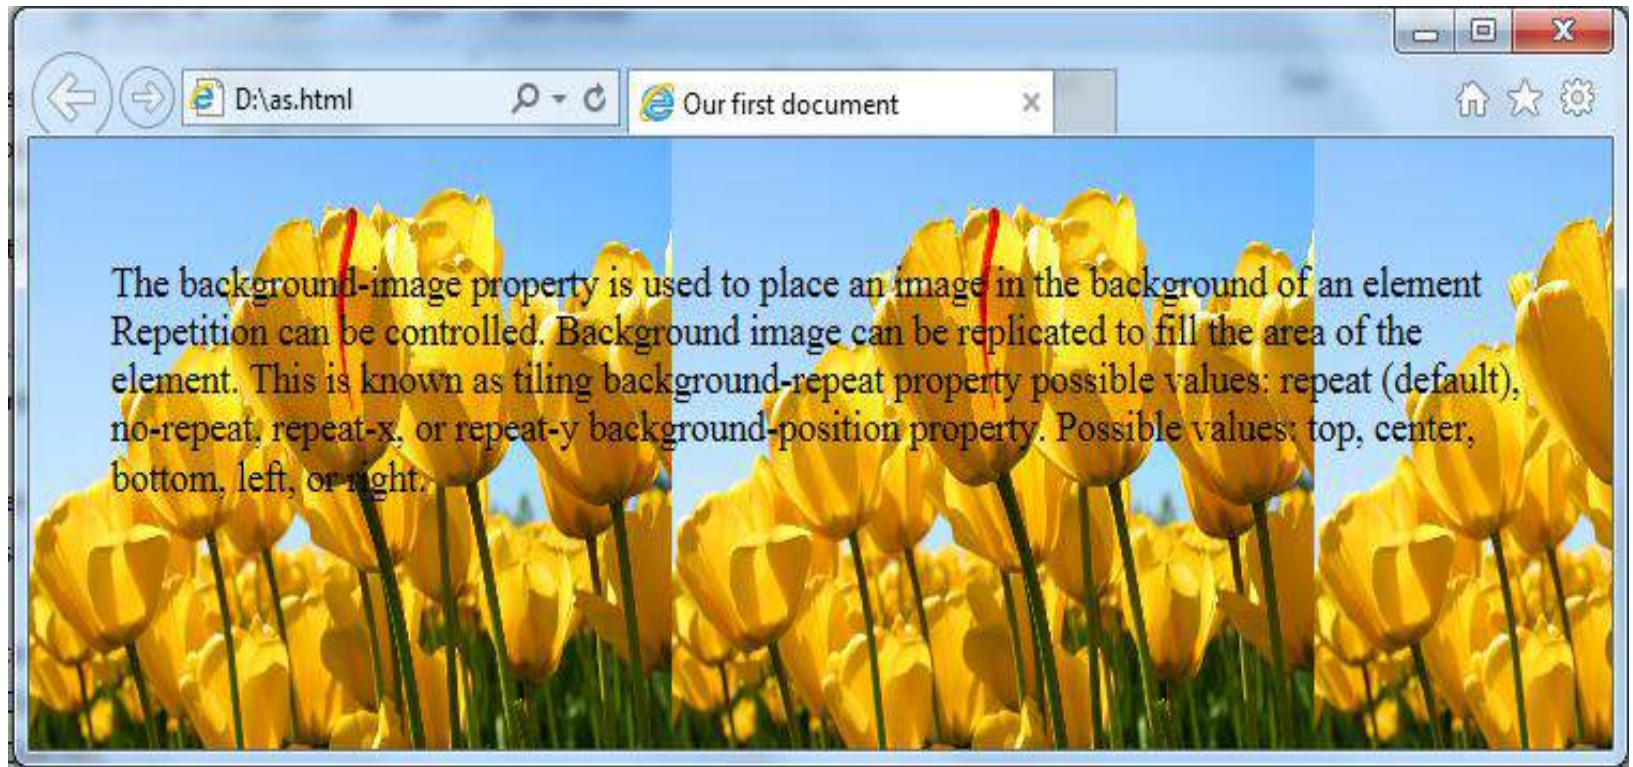 D:\as.html
Our first document
The background-image property is used to place an image in the background of an element
Repetition can be controlled. Background image can be replicated to fill the area of the
element. This is known as tiling background-repeat property possible values: repeat (default),
no-repeat, repeat-x, or repeat-y background-position property. Possible values: top, center,
bottom, left, or right.